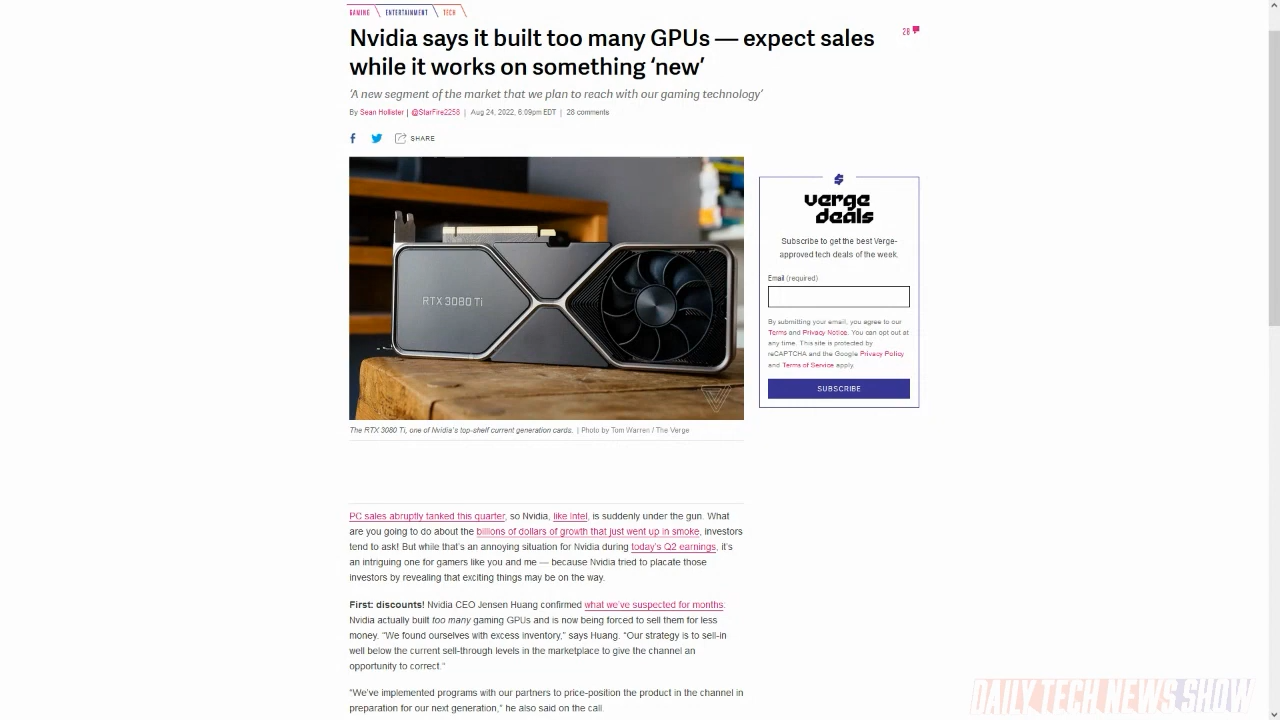 GAMING ENTERTAINMENT TECH
Nvidia says it built too many GPUs — expect sales
while it works on something ‘new’
28
‘A new segment of the market that we plan to reach with our gaming technology’
By Sean Hollister | @StarFire2258 | Aug 24, 2022, 6:09pm EDT | 28 comments
SHARE
RTX 3080 Ti
The RTX 3080 Ti, one of Nvidia’s top-shelf current generation cards. | Photo by Tom Warren / The Verge
verge
deals
Subscribe to get the best Verge-
approved tech deals of the week.
Email (required)
By submitting your email, you agree to our
Terms and Privacy Notice. You can opt out at
any time. This site is protected by
reCAPTCHA and the Google Privacy Policy
and Terms of Service apply.
SUBSCRIBE
PC sales abruptly tanked this quarter, so Nvidia, like Intel, is suddenly under the gun. What
are you going to do about the billions of dollars of growth that just went up in smoke, investors
tend to ask! But while that’s an annoying situation for Nvidia during today’s Q2 earnings, it’s
an intriguing one for gamers like you and me — because Nvidia tried to placate those
investors by revealing that exciting things may be on the way.
First: discounts! Nvidia CEO Jensen Huang confirmed what we’ve suspected for months:
Nvidia actually built too many gaming GPUs and is now being forced to sell them for less
money. “We found ourselves with excess inventory,” says Huang. “Our strategy is to sell-in
well below the current sell-through levels in the marketplace to give the channel an
opportunity to correct.”
“We’ve implemented programs with our partners to price-position the product in the channel in
preparation for our next generation,” he also said on the call.
DAILY TECH NEWS SHOW